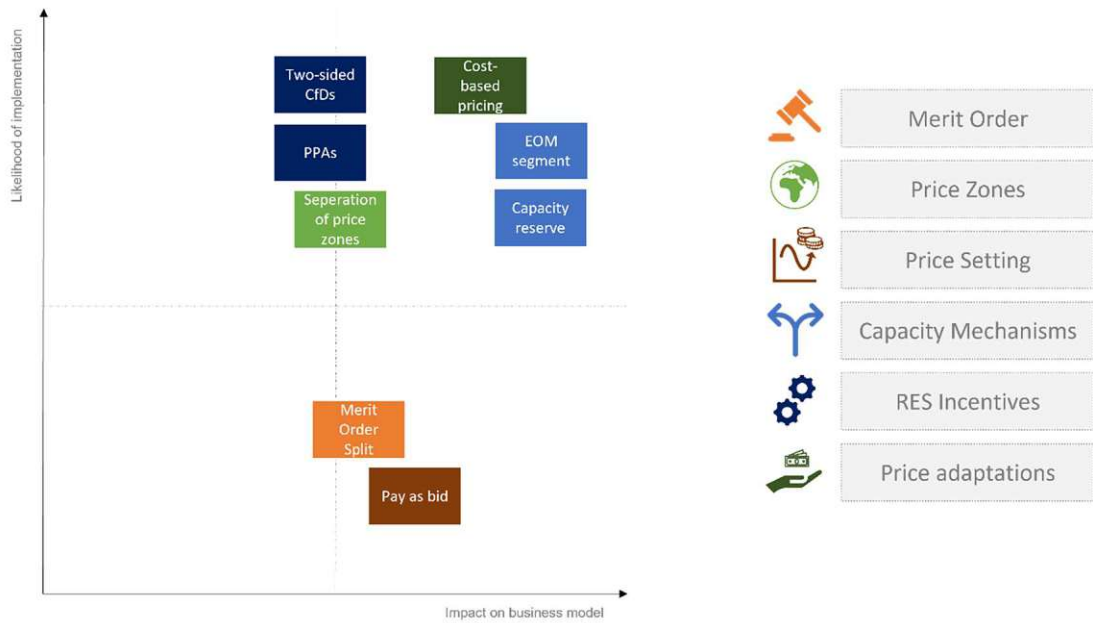 Likelihood of implementation
Two-sided
CfDs
Cost-
based
pricing
PPAs
EOM
segment
Seperation
of price
zones
Capacity
reserve
Merit
Order
Split
Pay as bid
Impact on business model
Merit Order
Price Zones
Price Setting
Capacity Mechanisms
RES Incentives
Price adaptations